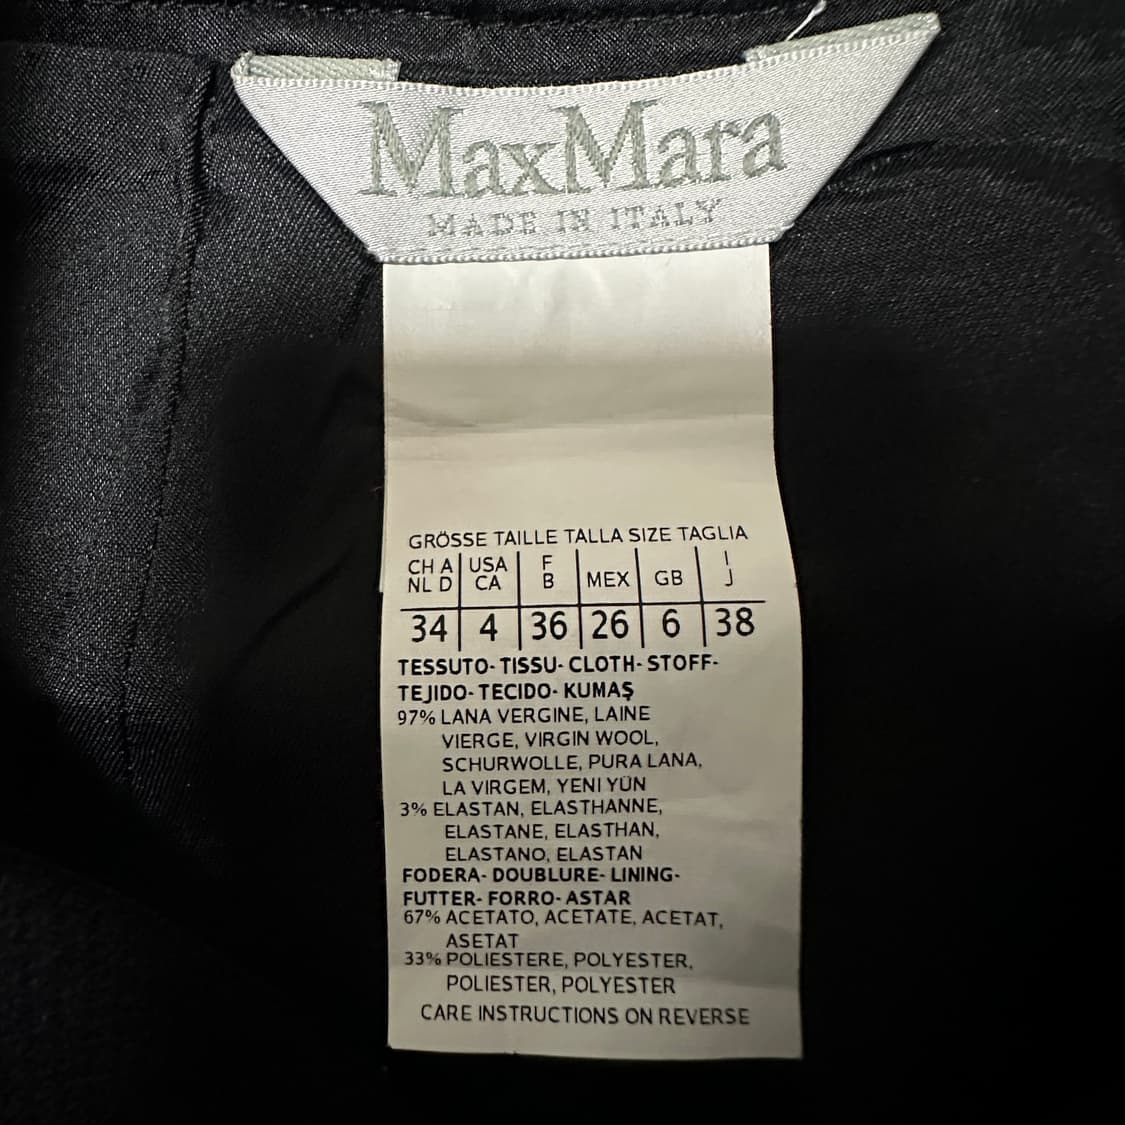 MaxMara
MADE IN ITALY
GRÖSSE TAILLE TALLA SIZE TAGLIA
CH A USA F MEX GB I
NL D CA B J
34 4 36 26 6 38
TESSUTO- TISSU- CLOTH- STOFF-
TEJIDO- TECIDO- KUMAŞ
97% LANA VERGINE, LAINE
VIERGE, VIRGIN WOOL,
SCHURWOLLE, PURA LANA,
LA VIRGEM, YENI YÜN
3% ELASTAN, ELASTHANNE,
ELASTANE, ELASTHAN,
ELASTANO, ELASTAN
FODERA- DOUBLURE- LINING-
FUTTER- FORRO- ASTAR
67% ACETATO, ACETATE, ACETAT,
ASETAT
33% POLIESTERE, POLYESTER,
POLIESTER, POLYESTER
CARE INSTRUCTIONS ON REVERSE